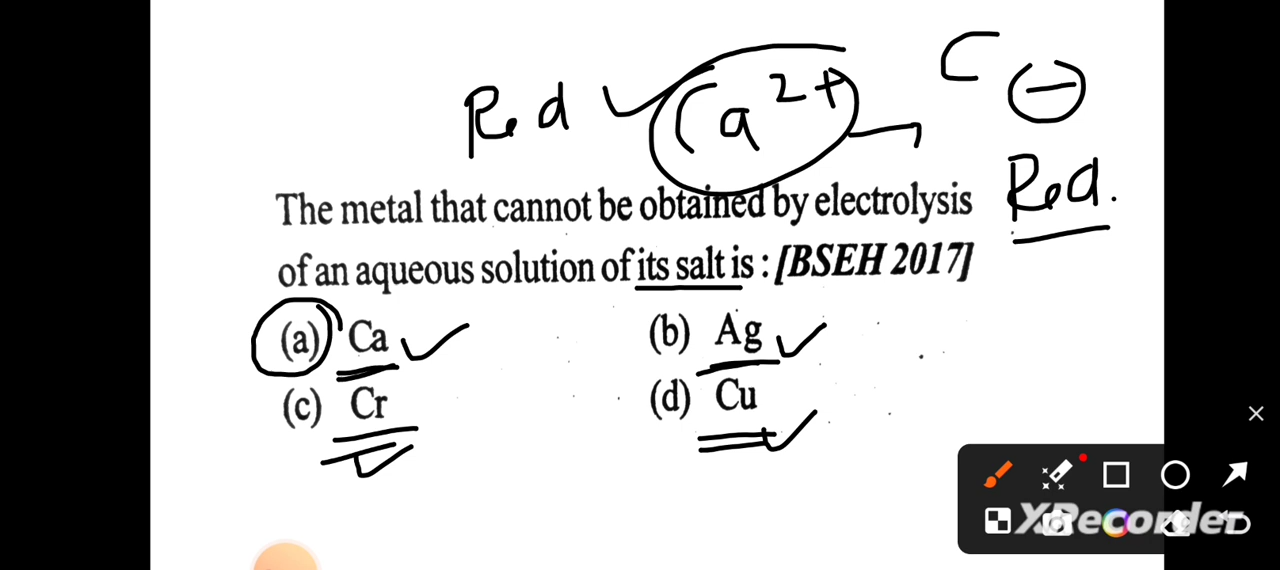 Red Ca2+ C −
Red.
The metal that cannot be obtained by electrolysis
of an aqueous solution of its salt is : [BSEH 2017]
(a) Ca (b) Ag
(c) Cr (d) Cu
XRecorder